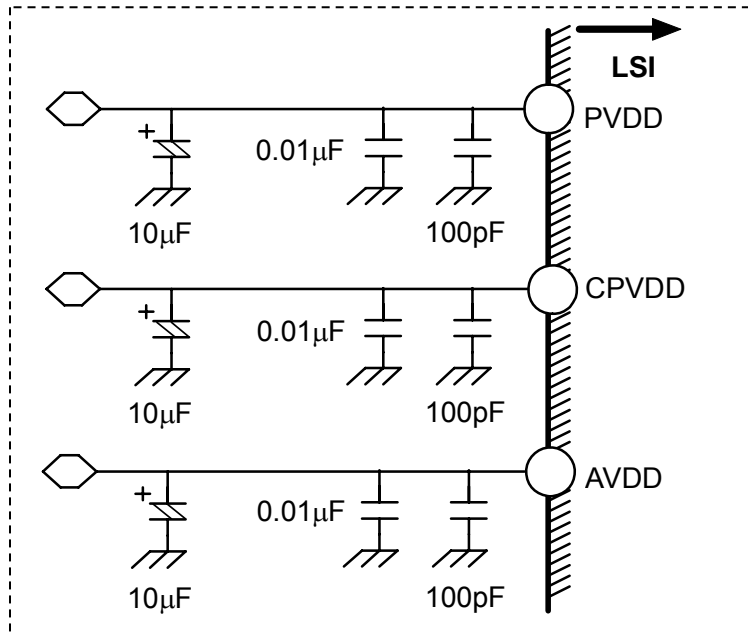 LSI
PVDD
+
0.01μF
10μF
100pF
CPVDD
+
0.01μF
10μF
100pF
AVDD
+
0.01μF
10μF
100pF